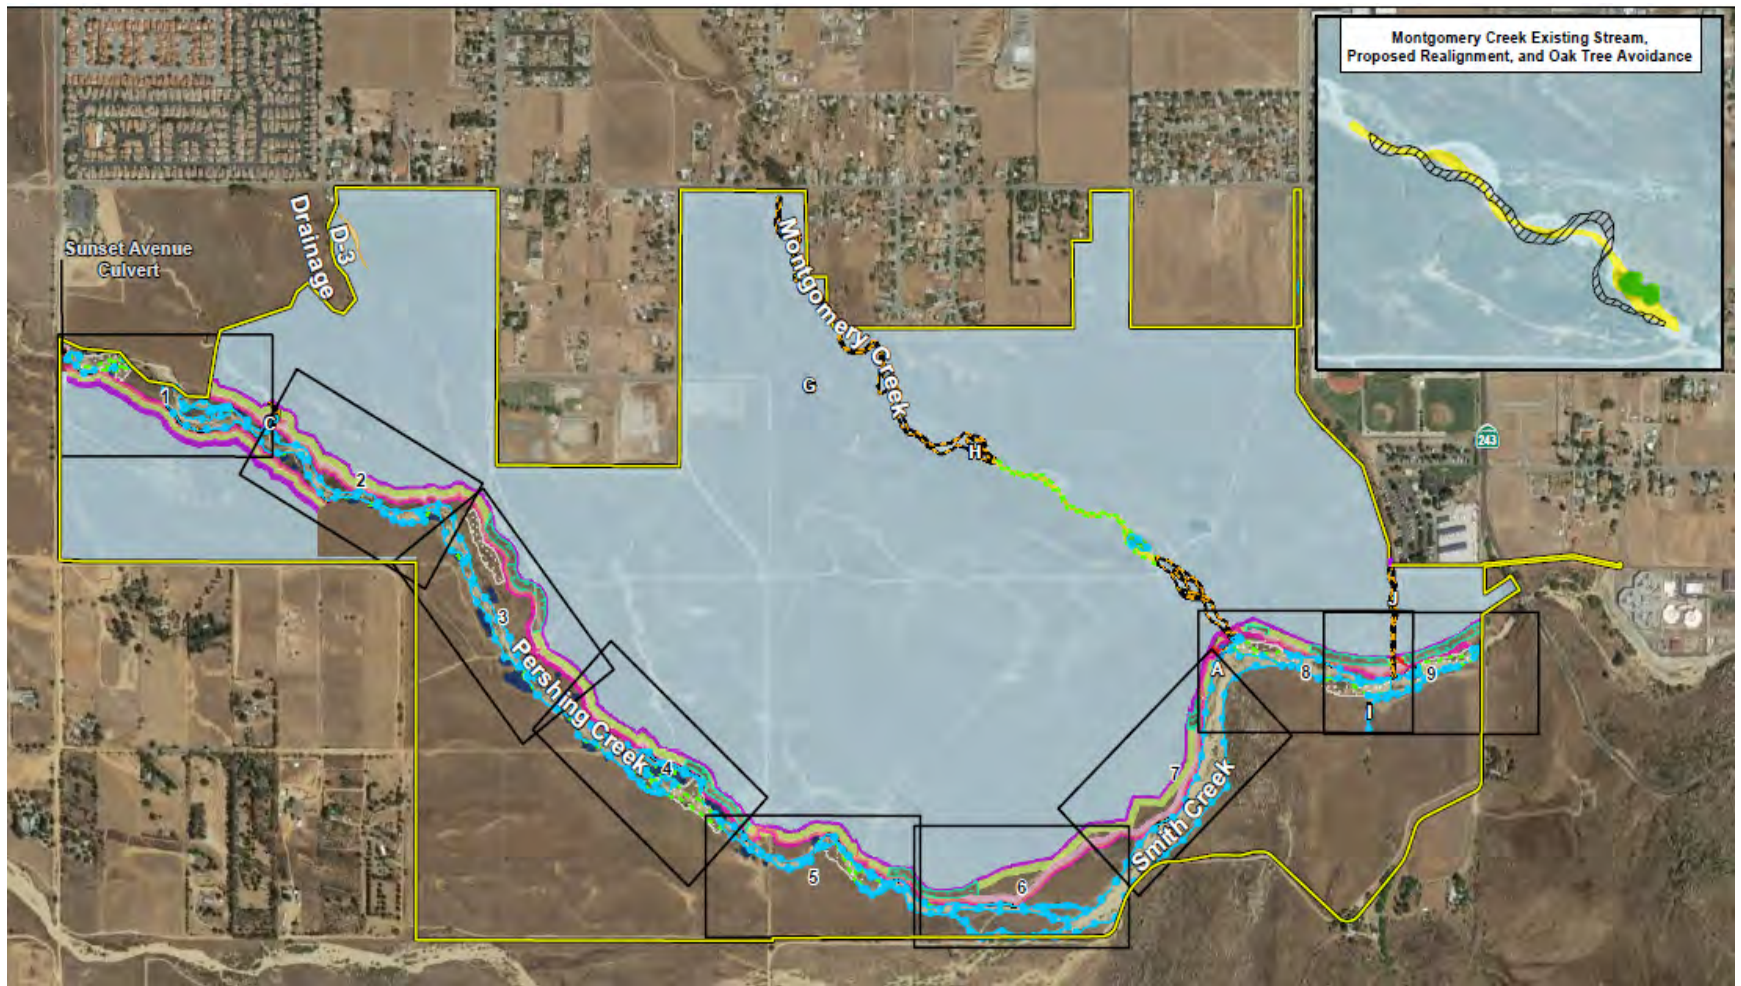 Montgomery Creek Existing Stream,
Proposed Realignment, and Oak Tree Avoidance
Sunset Avenue
Culvert
Drainage
D-3
Montgomery Creek
G
H
243
1
C
2
3
Pershing Creek
4
5
6
7
Smith Creek
A
8
I
J
9